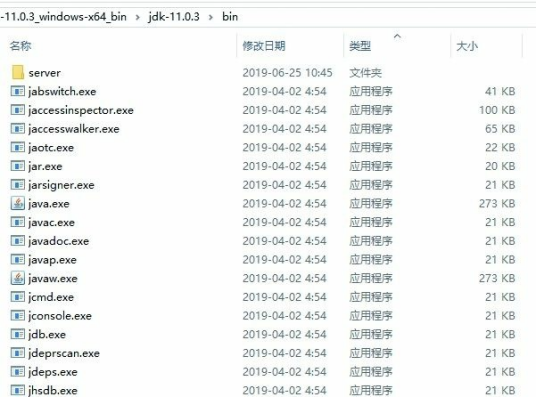 -11.0.3_windows-x64_bin › jdk-11.0.3 › bin
名称 修改日期 类型 大小
server 2019-06-25 10:45 文件夹
jabswitch.exe 2019-04-02 4:54 应用程序 41 KB
jaccessinspector.exe 2019-04-02 4:54 应用程序 100 KB
jaccesswalker.exe 2019-04-02 4:54 应用程序 65 KB
jaotc.exe 2019-04-02 4:54 应用程序 22 KB
jar.exe 2019-04-02 4:54 应用程序 20 KB
jarsigner.exe 2019-04-02 4:54 应用程序 21 KB
java.exe 2019-04-02 4:54 应用程序 273 KB
javac.exe 2019-04-02 4:54 应用程序 21 KB
javadoc.exe 2019-04-02 4:54 应用程序 21 KB
javap.exe 2019-04-02 4:54 应用程序 21 KB
javaw.exe 2019-04-02 4:54 应用程序 273 KB
jcmd.exe 2019-04-02 4:54 应用程序 21 KB
jconsole.exe 2019-04-02 4:54 应用程序 21 KB
jdb.exe 2019-04-02 4:54 应用程序 21 KB
jdeprscan.exe 2019-04-02 4:54 应用程序 21 KB
jdeps.exe 2019-04-02 4:54 应用程序 21 KB
jhsdb.exe 2019-04-02 4:54 应用程序 21 KB